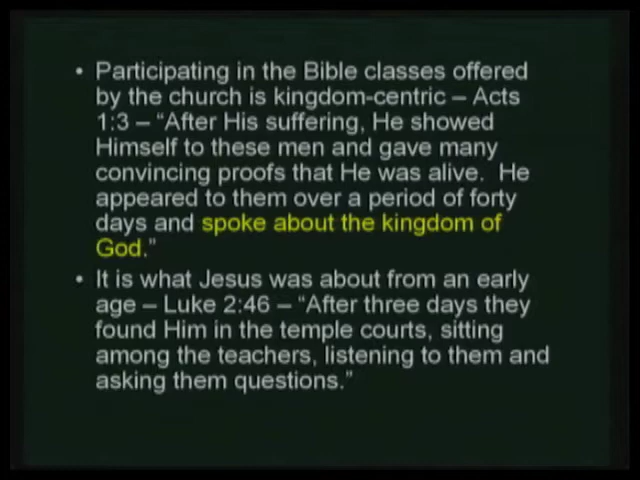 • Participating in the Bible classes offered
by the church is kingdom-centric – Acts
1:3 – “After His suffering, He showed
Himself to these men and gave many
convincing proofs that He was alive.  He
appeared to them over a period of forty
days and spoke about the kingdom of
God.”
• It is what Jesus was about from an early
age – Luke 2:46 – “After three days they
found Him in the temple courts, sitting
among the teachers, listening to them and
asking them questions.”